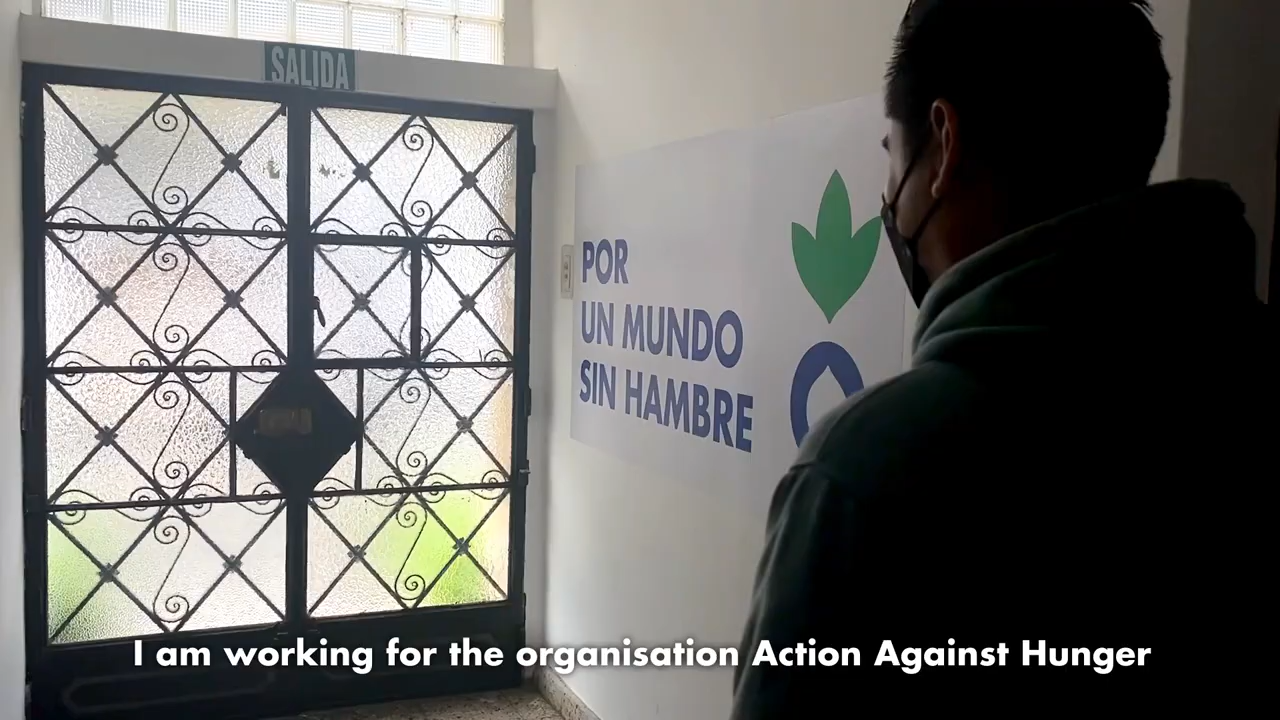 SALIDA
POR
UN MUNDO
SIN HAMBRE
I am working for the organisation Action Against Hunger